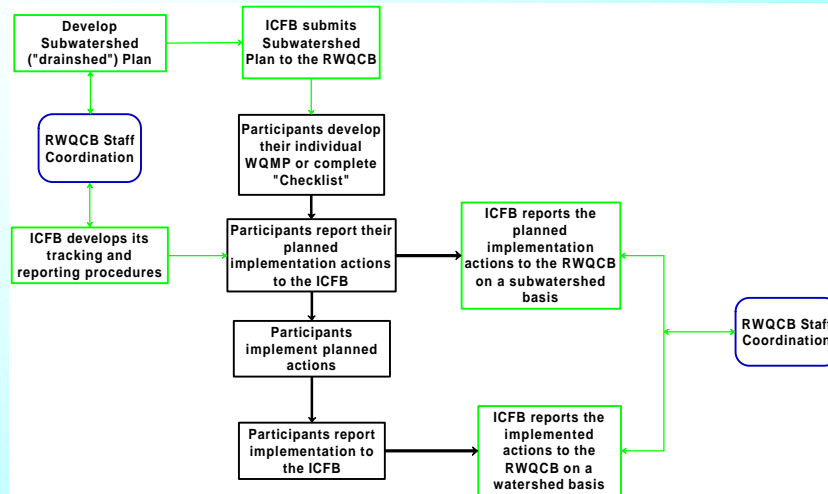 Develop
Subwatershed
("drainshed") Plan
ICFB submits
Subwatershed
Plan to the RWQCB
RWQCB Staff
Coordination
Participants develop
their individual
WQMP or complete
"Checklist"
ICFB develops its
tracking and
reporting procedures
Participants report their
planned
implementation actions
to the ICFB
ICFB reports the
planned
implementation
actions to the RWQCB
on a subwatershed
basis
RWQCB Staff
Coordination
Participants
implement planned
actions
Participants report
implementation to
the ICFB
ICFB reports the
implemented
actions to the
RWQCB on a
watershed basis